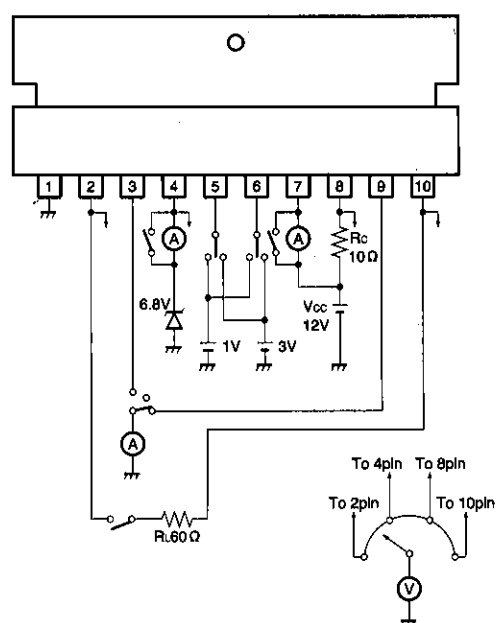 1 2 3 4 5 6 7 8 9 10
A
A
Rc
10Ω
6.8V
Vcc
12V
1V
3V
A
RL60Ω
To 4pin
To 8pin
To 2pin
To 10pin
V